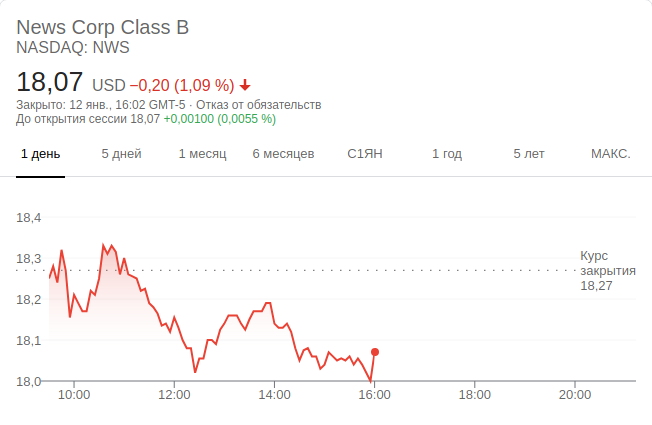 News Corp Class B
NASDAQ: NWS
18,07 USD −0,20 (1,09 %)
Закрыто: 12 янв., 16:02 GMT-5 · Отказ от обязательств
До открытия сессии 18,07 +0,00100 (0,0055 %)
1 день 5 дней 1 месяц 6 месяцев С1ЯН 1 год 5 лет МАКС.
18,4
18,3
Курс
закрытия
18,27
18,2
18,1
18,0
10:00 12:00 14:00 16:00 18:00 20:00